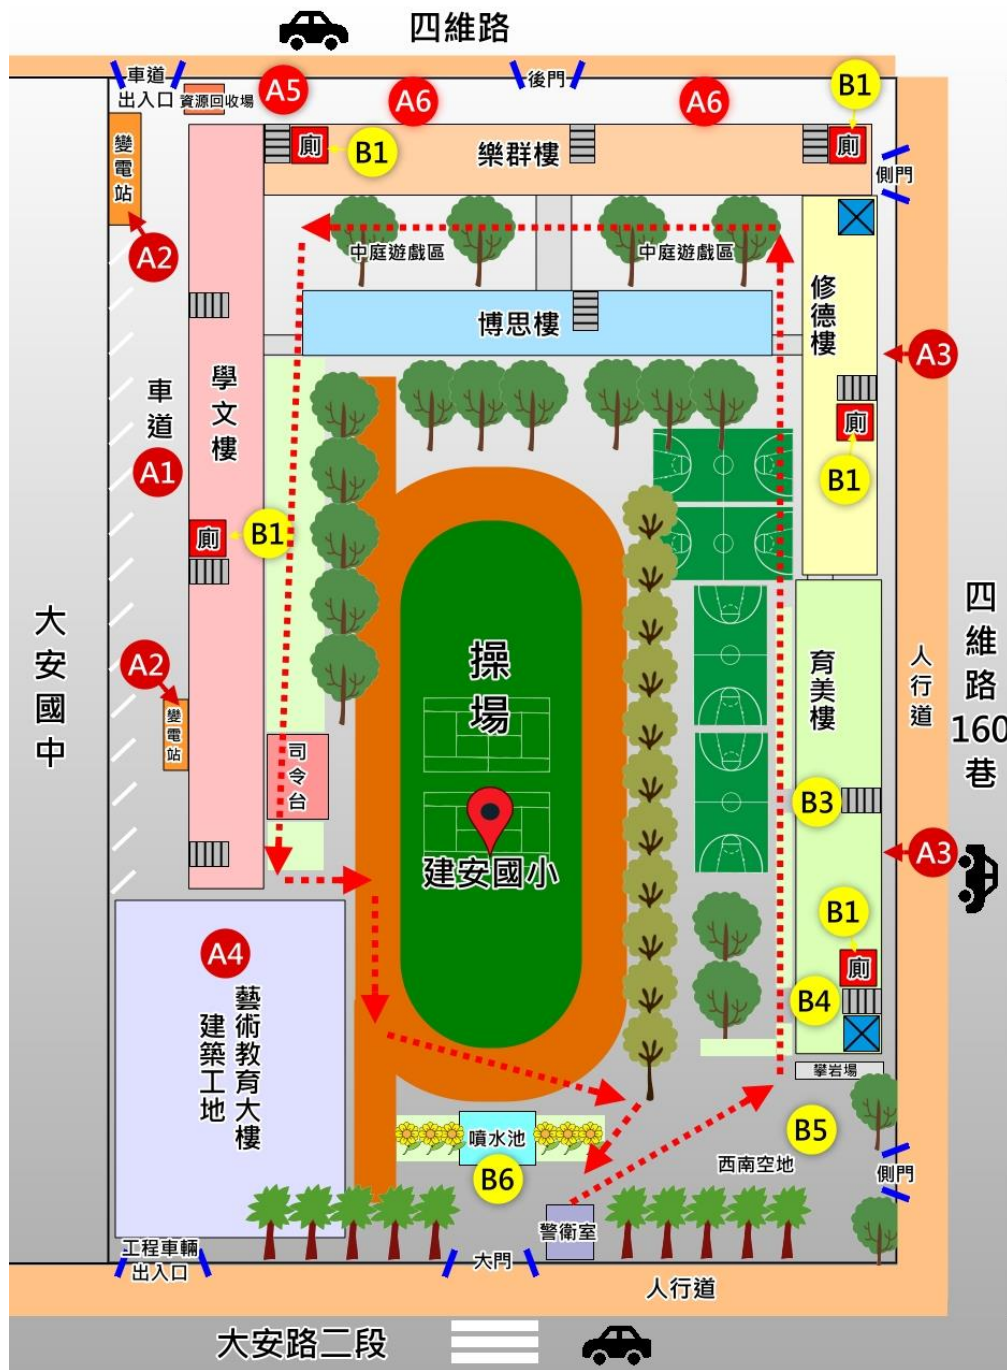 四維路
車道
出入口
資源回收場
A5
A6
後門
A6
B1
變電站
廁
B1
樂群樓
廁
側門
A2
中庭遊戲區
中庭遊戲區
修德樓
博思樓
A3
學文樓
車道
A1
廁
B1
廁
B1
大安國中
操場
育美樓
人行道
四維路160巷
A2
變電站
司令台
B3
建安國小
A3
B1
A4
廁
藝術教育大樓
建築工地
B4
攀岩場
噴水池
B5
西南空地
側門
B6
警衛室
工程車輛
出入口
大門
人行道
大安路二段